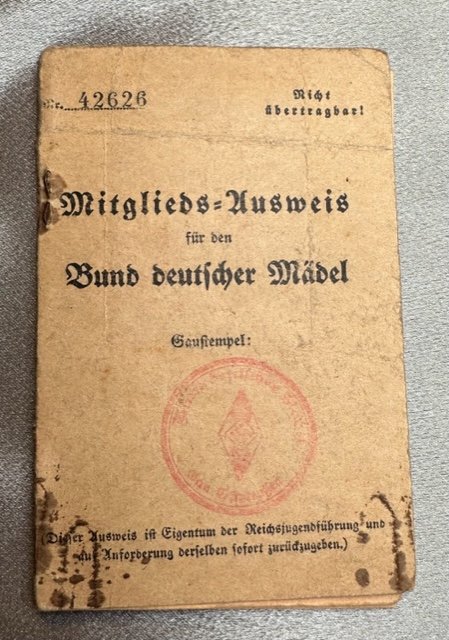 Nr. 42626
Nicht
übertragbar!
Mitglieds=Ausweis
für den
Bund deutscher Mädel
Gaustempel:
(Dieser Ausweis ist Eigentum der Reichsjugendführung und
auf Anforderung derselben sofort zurückzugeben.)